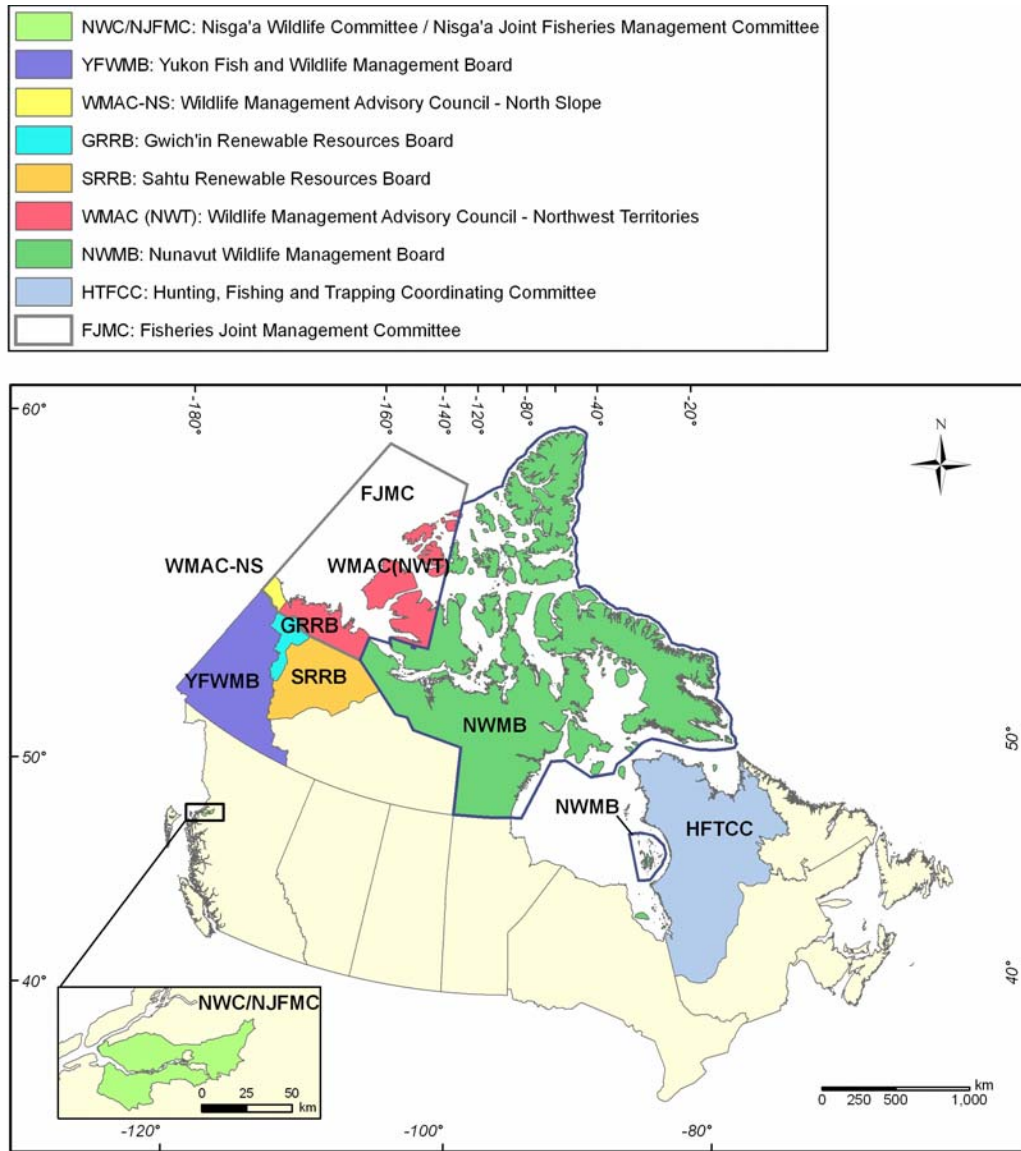 NWC/NJFMC: Nisga'a Wildlife Committee / Nisga'a Joint Fisheries Management Committee
YFWMB: Yukon Fish and Wildlife Management Board
WMAC-NS: Wildlife Management Advisory Council - North Slope
GRRB: Gwich'in Renewable Resources Board
SRRB: Sahtu Renewable Resources Board
WMAC (NWT): Wildlife Management Advisory Council - Northwest Territories
NWMB: Nunavut Wildlife Management Board
HTFCC: Hunting, Fishing and Trapping Coordinating Committee
FJMC: Fisheries Joint Management Committee
-180° -160° -140° -120° -80° -40° -20°
60°
N
FJMC
WMAC-NS
WMAC(NWT)
GRRB
YFWMB
SRRB
NWMB
50°
50°
NWMB
HFTCC
40°
40°
NWC/NJFMC
0 25 50
km
km
0 250 500 1,000
-120° -100° -80°